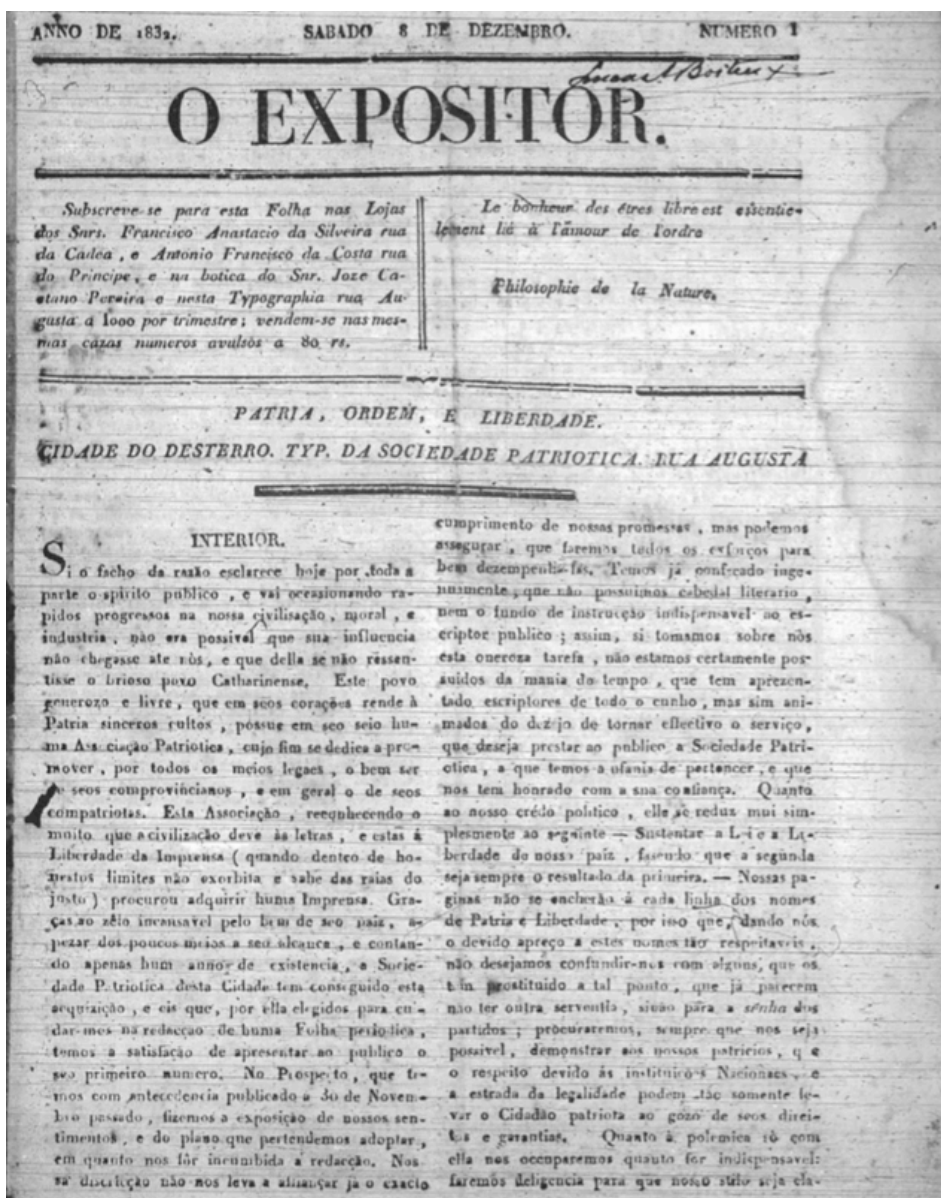 ANNO DE 1832. SABADO 8 DE DEZEMBRO. NUMERO 1
O EXPOSITOR.
Subscreve-se para esta Folha nas Lojas
dos Snrs. Francisco Anastacio da Silveira rua
da Cadêa, e Antonio Francisco da Costa rua
do Principe, e na botica do Snr. Joze Ca-
etano Pereira e nesta Typographia rua Au-
gusta a 1000 por trimestre; vendem-se nas mes-
mas cazas numeros avulsos a 80 rs.
Le bonheur des êtres libre est essentie-
lement lié à l'amour de l'ordre
Philosophie de la Nature.
PATRIA, ORDEM, E LIBERDADE.
CIDADE DO DESTERRO. TYP. DA SOCIEDADE PATRIOTICA. RUA AUGUSTA
INTERIOR.
Si o facho da razão esclarece hoje por toda a
parte o spirito publico, e vai occasionando ra-
pidos progressos na nossa civilisação, moral, e
industria, não era possivel que sua influencia
não chegasse ate nòs, e que della se não ressen-
tisse o brioso povo Catharinense. Este povo
generozo e livre, que em seos corações rende à
Patria sinceros cultos, possue em seo seio hu-
ma Associação Patriotica, cujo fim se dedica a pro-
mover, por todos os meios legaes, o bem ser
de seos comprovincianos, e em geral o de seos
compatriotas. Esta Associação, reconhecendo o
muito que a civilização deve às letras, e estas á
Liberdade da Imprensa (quando dentro de ho-
nestos limites não exorbita e sahe das raias do
justo) procurou adquirir huma Imprensa. Gra-
ças ao zêlo incansavel pelo bem de seo paiz, a-
pezar dos poucos meios a seo alcance, e contan-
do apenas hum anno de existencia, a Socie-
dade Patriotica desta Cidade tem conseguido esta
acquisição, e eis que, por ella elegidos para cui-
dar-mos na redacção de huma Folha periotica,
temos a satisfação de apresentar ao publico o
seo primeiro numero. No Prospeto, que te-
mos com antecedencia publicado a 30 de Novem-
bro passado, fizemos a exposição de nossos sen-
timentos, e do plano que pertendemos adoptar,
em quanto nos fôr incumbida a redacção. Nos
sa discrição não nos leva a afiançar já o exacto
cumprimento de nossas promessas, mas podemos
assegurar, que faremos todos os exforços para
bem dezempenha-las. Temos já confeçado inge-
nuamente, que não possuimos cabedal literario,
nem o fundo de instrucção indispensavel ao es-
criptor publico; assim, si tomamos sobre nòs
esta oneroza tarefa, não estamos certamente pos-
suidos da mania do tempo, que tem aprezen-
tado escriptores de todo o cunho, mas sim ani-
mados do dezejo de tornar effectivo o serviço,
que deseja prestar ao publico a Sociedade Patri-
otica, a que temos a ufania de pertencer, e que
nos tem honrado com a sua confiança. Quanto
ao nosso crédo politico, elle se reduz mui sim-
plesmente ao seguinte — Sustentar a Lei e a Li-
berdade do nosso paiz, fasendo que a segunda
seja sempre o resultado da primeira. — Nossas pa-
ginas não se encherão á cada linha dos nomes
de Patria e Liberdade, por isso que, dando nós
o devido apreço a estes nomes tão respeitaveis,
não desejamos confundir-nos com alguns, que os
tem prostituido a tal ponto, que já parecem
não ter outra serventia, sinão para a sênha dos
partidos; procuraremos, sempre que nos seja
possivel, demonstrar aos nossos patricios, q e
o respeito devido ás instituições Nacionaes, e
a estrada da legalidade podem tão somente le-
var o Cidadão patriota ao gozo de seos direi-
tos e garantias. Quanto à polemica só com
ella nos occuparemos quanto for indispensavel:
faremos deligencia para que nosso stilo seja cla-